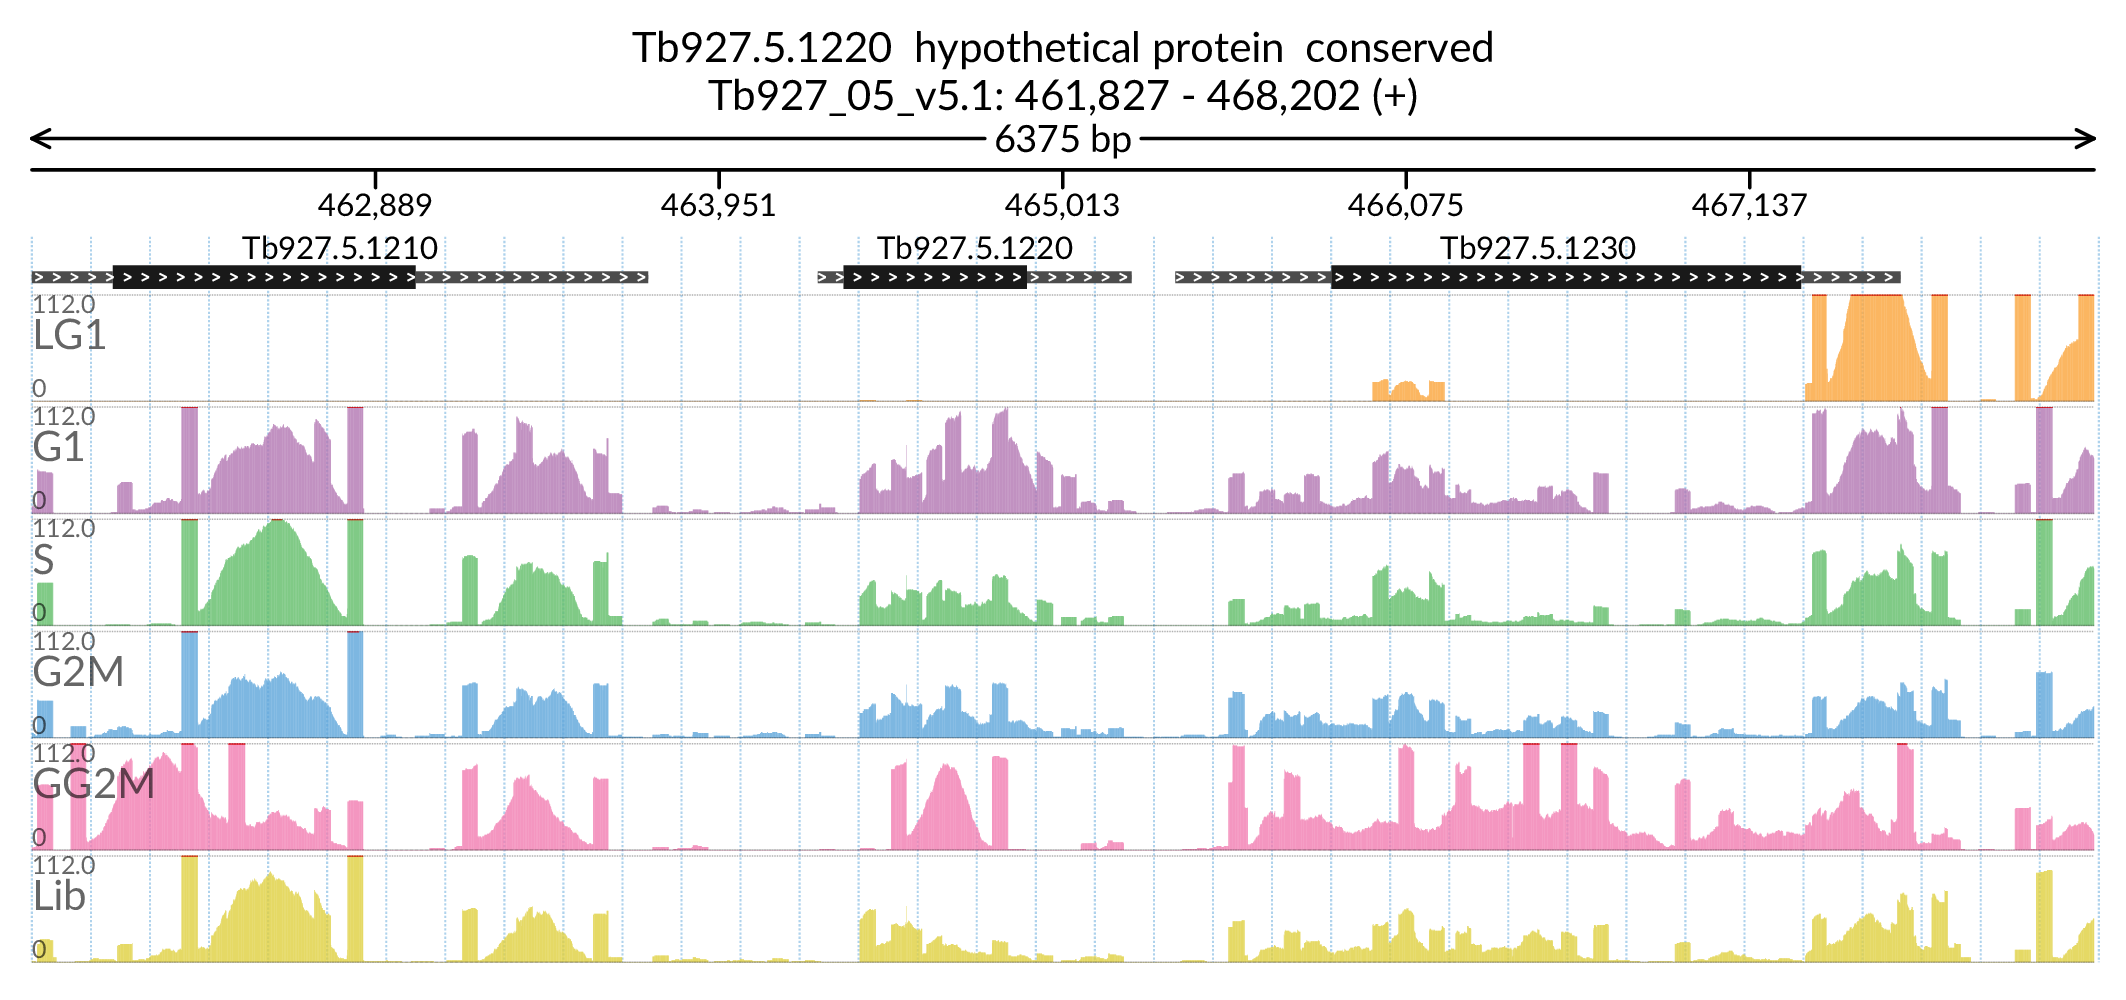 Tb927.5.1220  hypothetical protein  conserved
Tb927_05_v5.1: 461,827 - 468,202 (+)
6375 bp
462,889 463,951 465,013 466,075 467,137
Tb927.5.1210 Tb927.5.1220 Tb927.5.1230
112.0
LG1
0
112.0
G1
0
112.0
S
0
112.0
G2M
0
112.0
GG2M
0
112.0
Lib
0